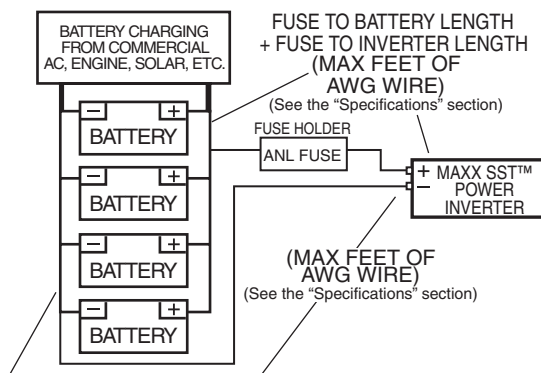 BATTERY CHARGING
FROM COMMERCIAL
AC, ENGINE, SOLAR, ETC.
FUSE TO BATTERY LENGTH
+ FUSE TO INVERTER LENGTH
(MAX FEET OF
AWG WIRE)
(See the “Specifications” section)
− +
BATTERY
FUSE HOLDER
ANL FUSE
− +
BATTERY
+ MAXX SST™
− POWER
INVERTER
− +
BATTERY
(MAX FEET OF
AWG WIRE)
(See the “Specifications” section)
− +
BATTERY